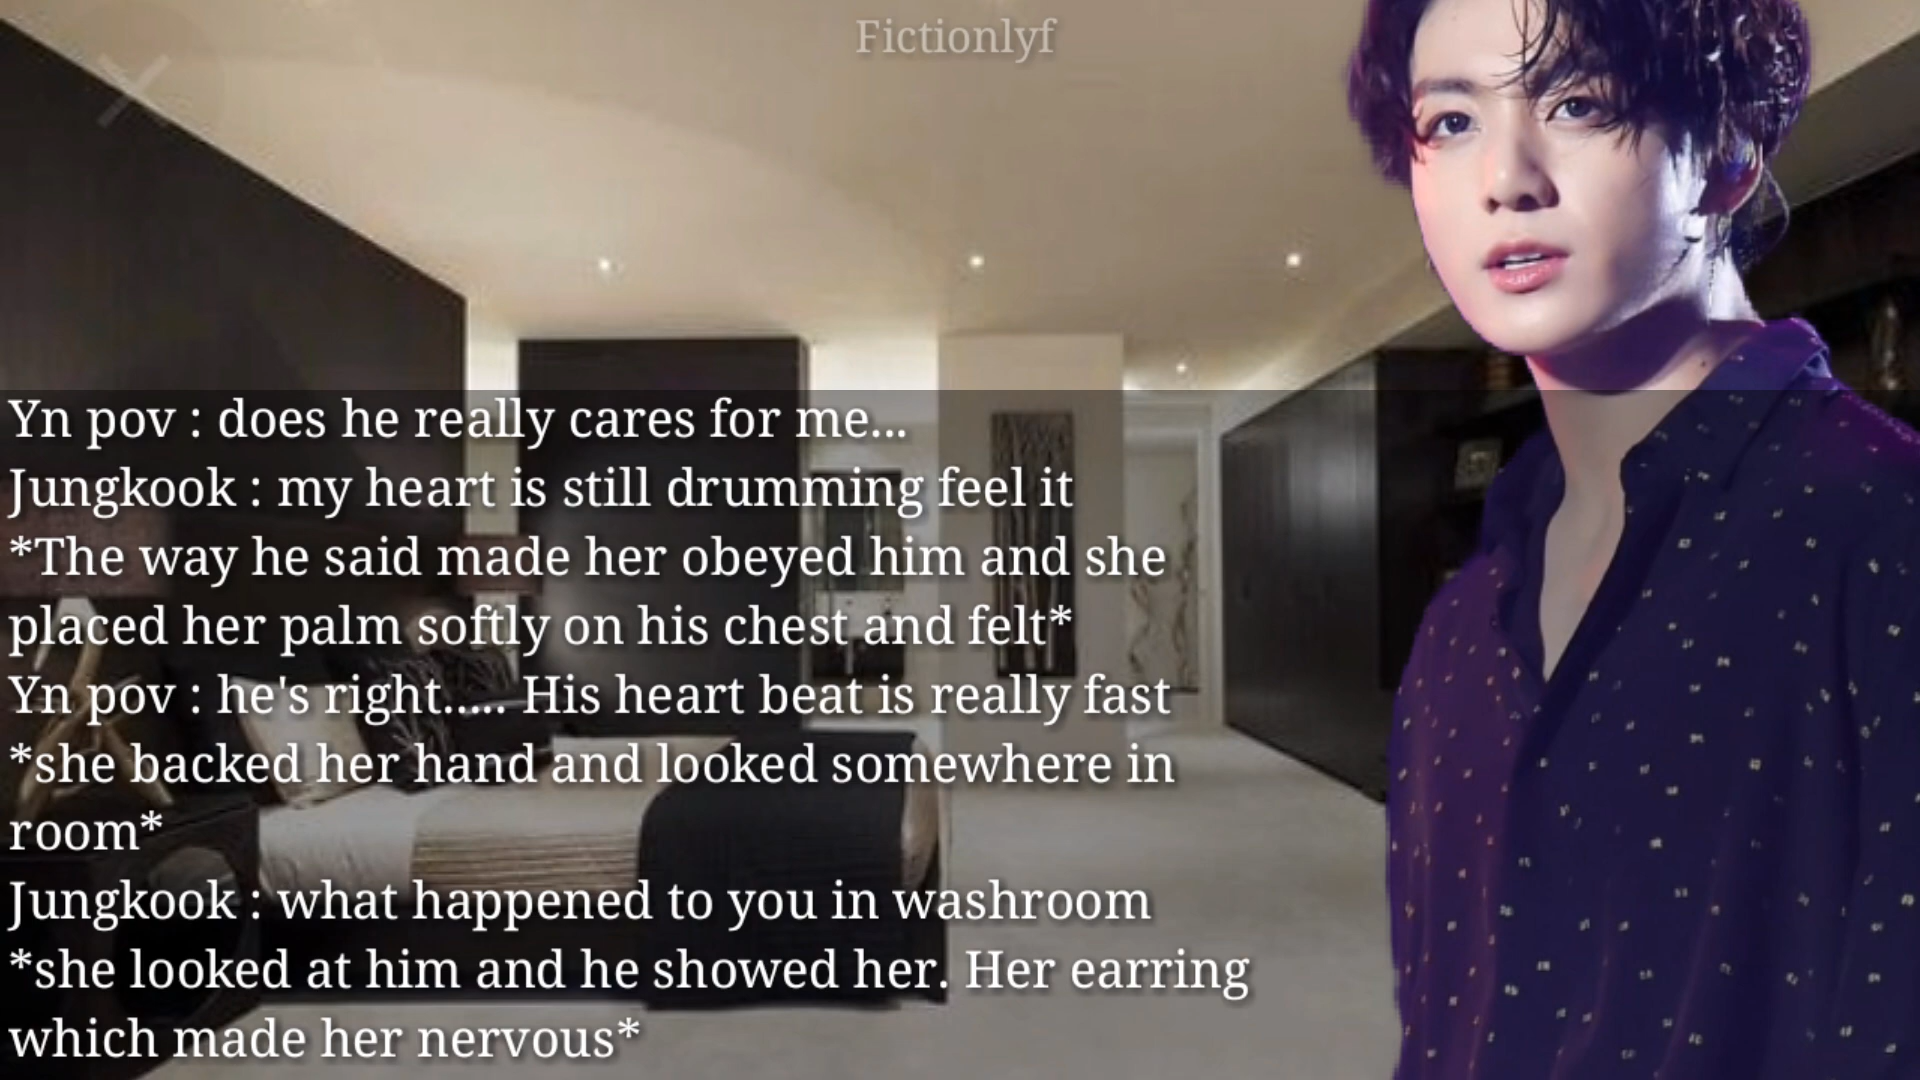 Fictionlyf
Yn pov : does he really cares for me...
Jungkook : my heart is still drumming feel it
*The way he said made her obeyed him and she
placed her palm softly on his chest and felt*
Yn pov : he's right..... His heart beat is really fast
*she backed her hand and looked somewhere in
room*
Jungkook : what happened to you in washroom
*she looked at him and he showed her. Her earring
which made her nervous*